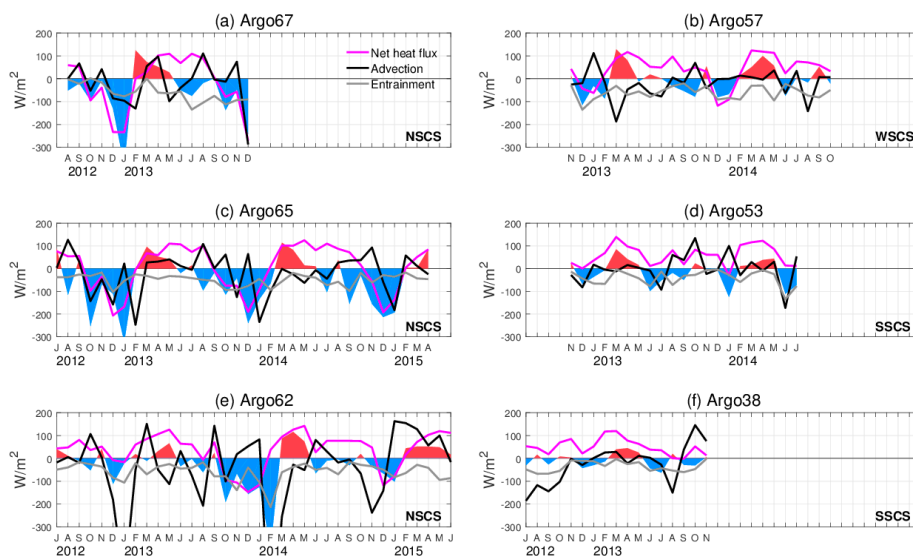 (a) Argo67
200
100
0
-100
-200
-300
W/m2
Net heat flux
Advection
Entrainment
NSCS
A S O N D J F M A M J J A S O N D
2012 2013
(b) Argo57
200
100
0
-100
-200
-300
WSCS
N D J F M A M J J A S O N D J F M A M J J A S O
2013 2014
(c) Argo65
200
100
0
-100
-200
-300
W/m2
NSCS
J A S O N D J F M A M J J A S O N D J F M A M J J A S O N D J F M A
2012 2013 2014 2015
(d) Argo53
200
100
0
-100
-200
-300
SSCS
N D J F M A M J J A S O N D J F M A M J J
2013 2014
(e) Argo62
200
100
0
-100
-200
-300
W/m2
NSCS
J A S O N D J F M A M J J A S O N D J F M A M J J A S O N D J F M A M J
2012 2013 2014 2015
(f) Argo38
200
100
0
-100
-200
-300
SSCS
J A S O N D J F M A M J J A S O N
2012 2013